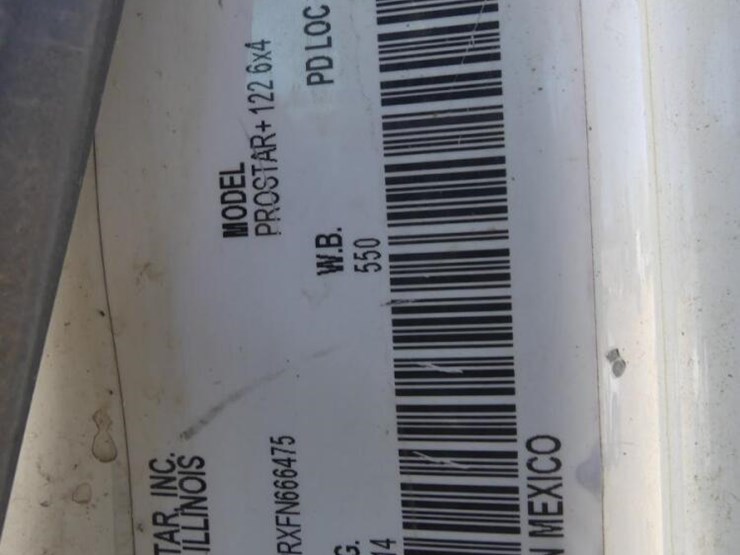 TAR, INC.
ILLINOIS
MODEL
PROSTAR+ 122 6x4
RXFN666475
W.B.
550
PD LOC
G.
14
N MEXICO